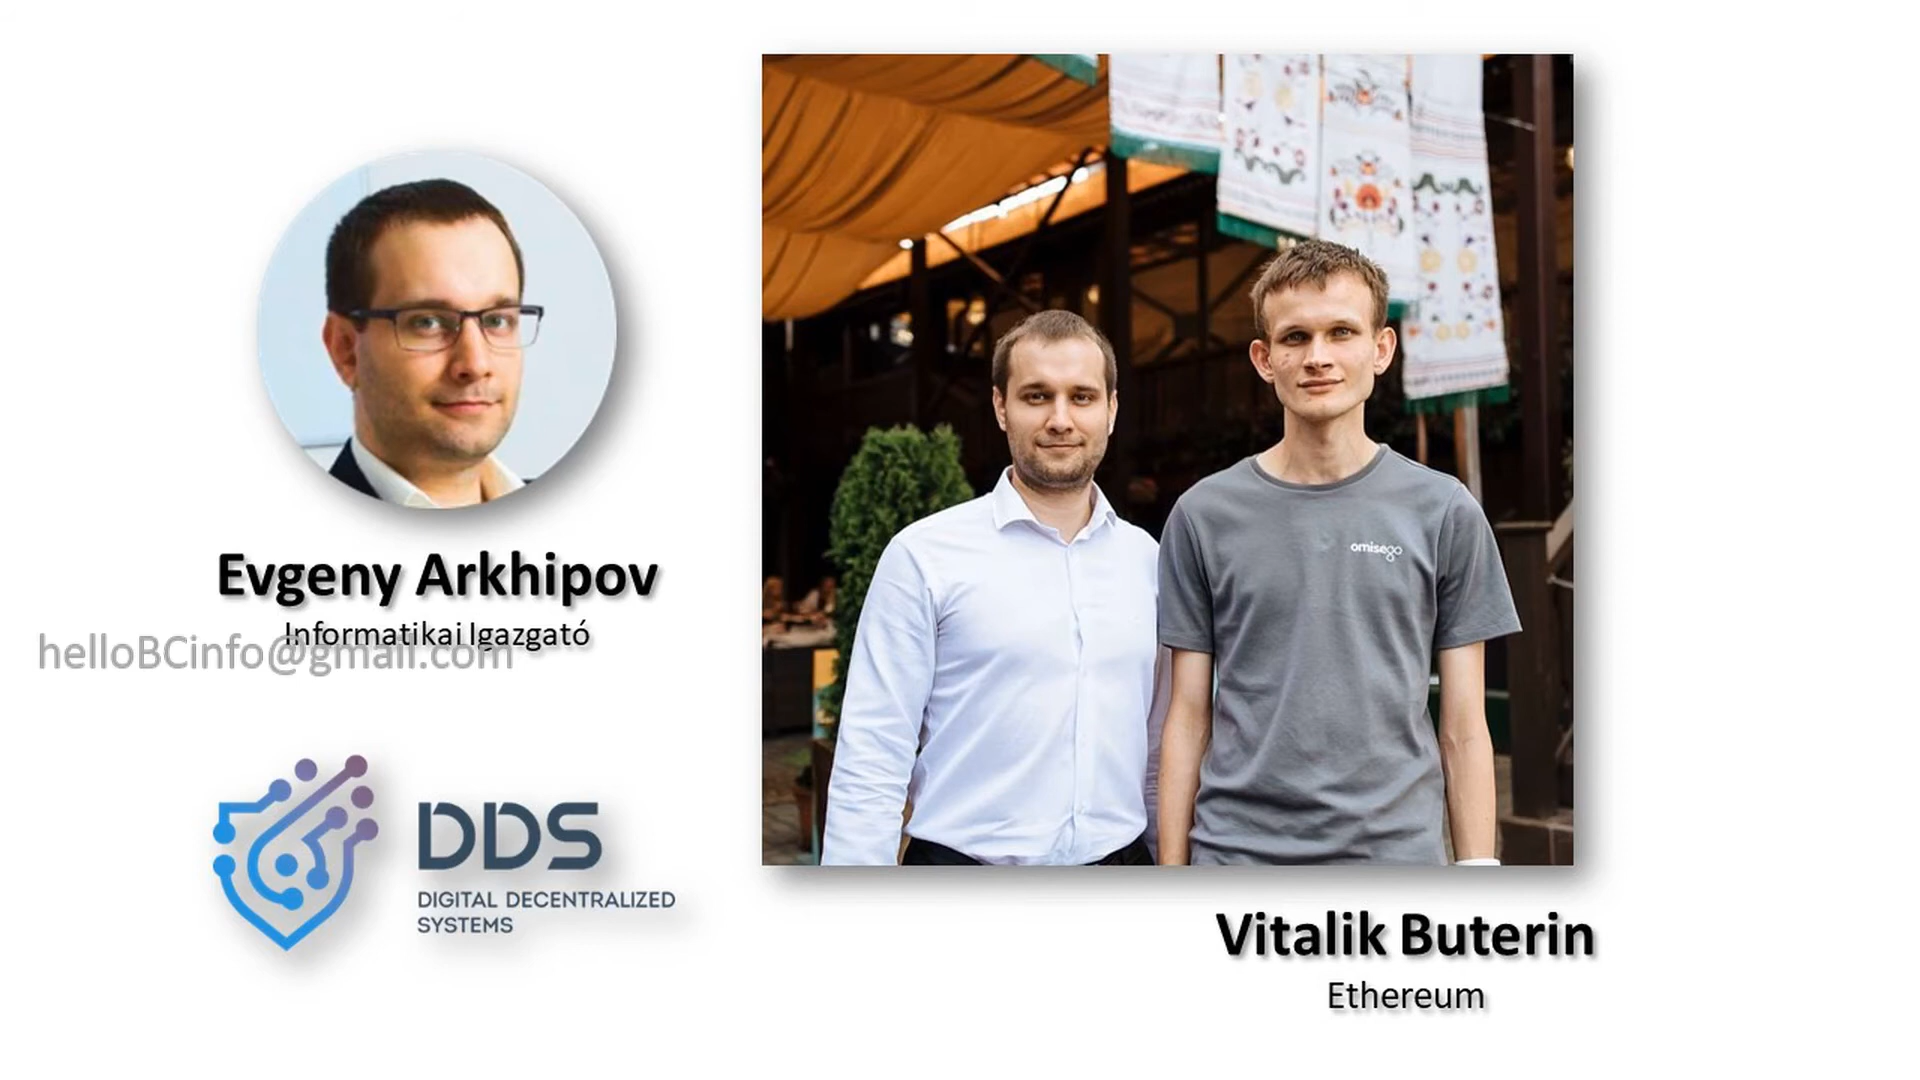 Evgeny Arkhipov
Informatikai Igazgató
helloBCinfo@gmail.com
DDS
DIGITAL DECENTRALIZED
SYSTEMS
omisego
Vitalik Buterin
Ethereum